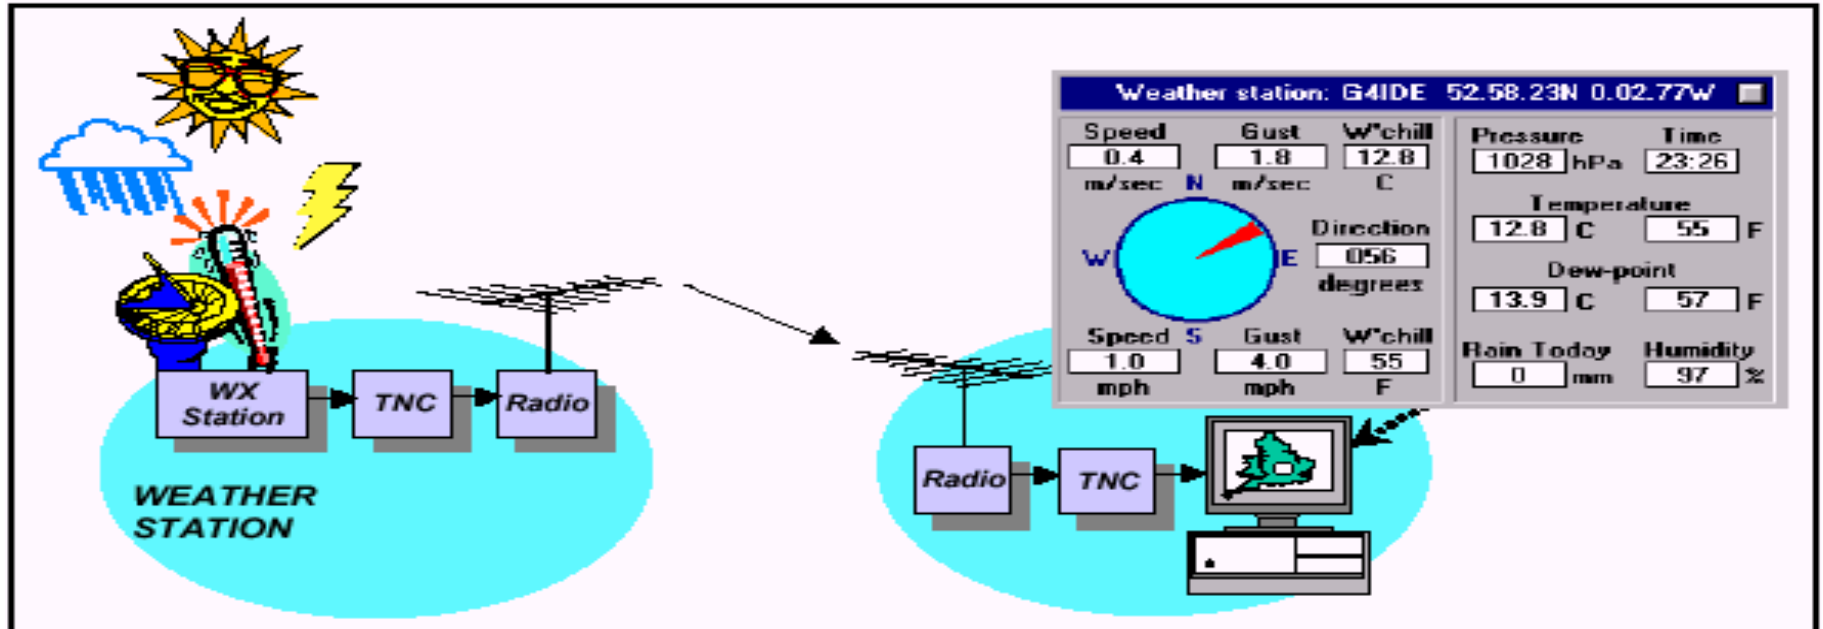 WX
Station
TNC
Radio
WEATHER
STATION
Radio
TNC
Weather station: G4IDE 52.58.23N 0.02.77W
Speed Gust W"chill
0.4 1.8 12.8
m/sec N m/sec C
Direction
W E 056
degrees
Speed S Gust W"chill
1.0 4.0 55
mph mph F
Pressure Time
1028 hPa 23:26
Temperature
12.8 C 55 F
Dew-point
13.9 C 57 F
Rain Today Humidity
0 mm 97 %